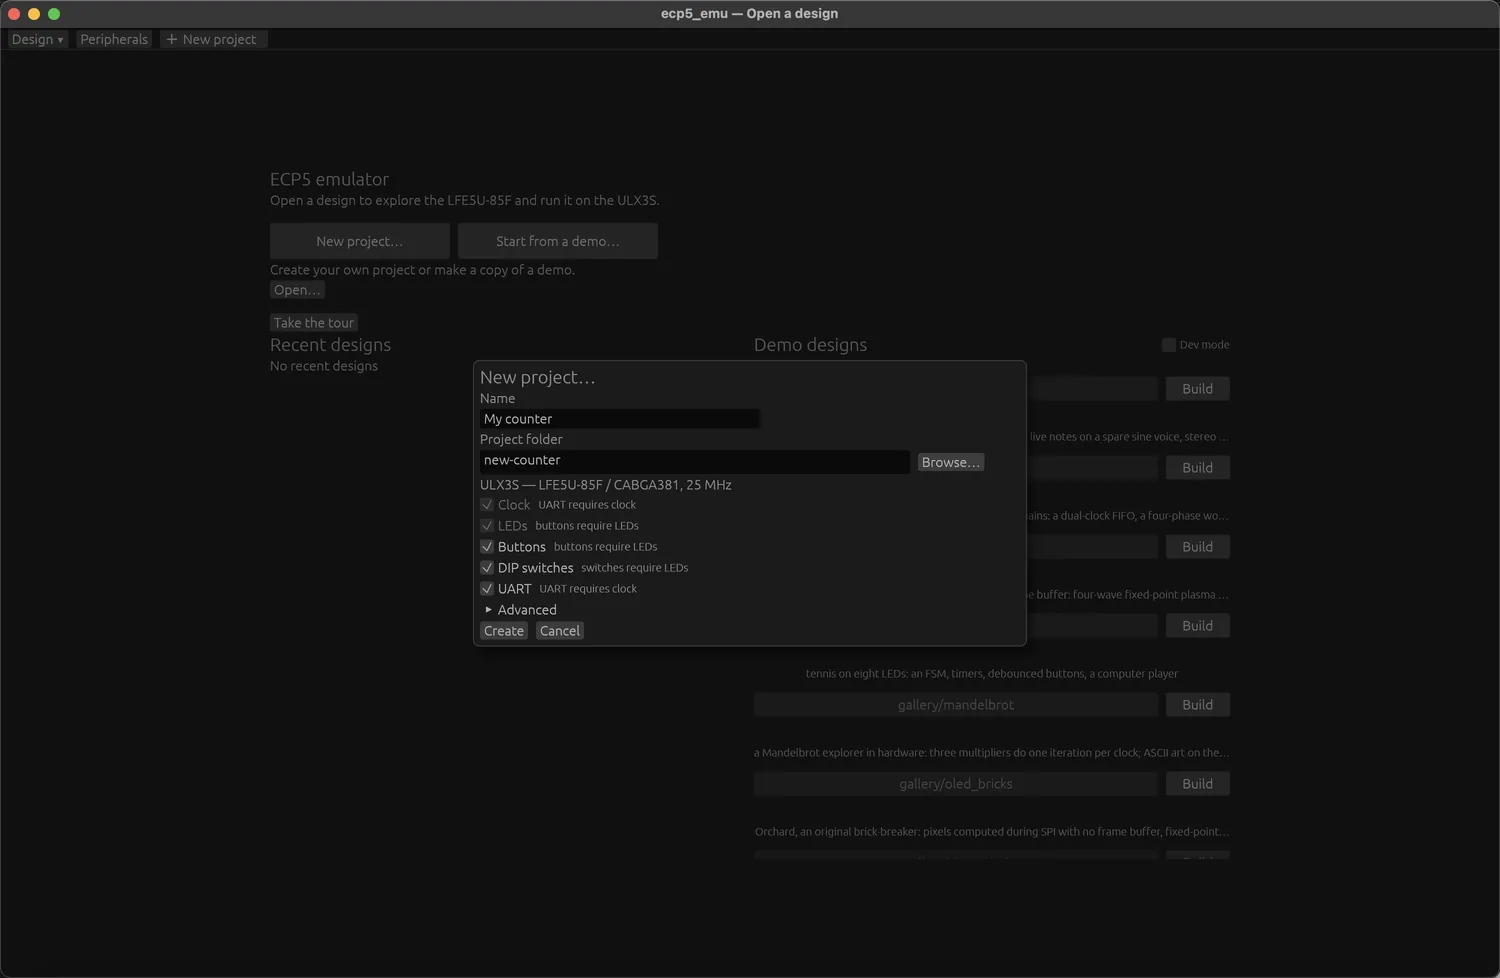 ecp5_emu — Open a design
Design ▾ Peripherals + New project
ECP5 emulator
Open a design to explore the LFE5U-85F and run it on the ULX3S.
New project… Start from a demo…
Create your own project or make a copy of a demo.
Open…
Take the tour
Recent designs
No recent designs
Demo designs
Dev mode
Build
live notes on a spare sine voice, stereo …
Build
ains: a dual-clock FIFO, a four-phase wo…
Build
e buffer: four-wave fixed-point plasma …
Build
tennis on eight LEDs: an FSM, timers, debounced buttons, a computer player
gallery/mandelbrot Build
a Mandelbrot explorer in hardware: three multipliers do one iteration per clock; ASCII art on the…
gallery/oled_bricks Build
Orchard, an original brick-breaker: pixels computed during SPI with no frame buffer, fixed-point…
New project…
Name
My counter
Project folder
new-counter Browse…
ULX3S — LFE5U-85F / CABGA381, 25 MHz
Clock UART requires clock
LEDs buttons require LEDs
Buttons buttons require LEDs
DIP switches switches require LEDs
UART UART requires clock
▸ Advanced
Create Cancel